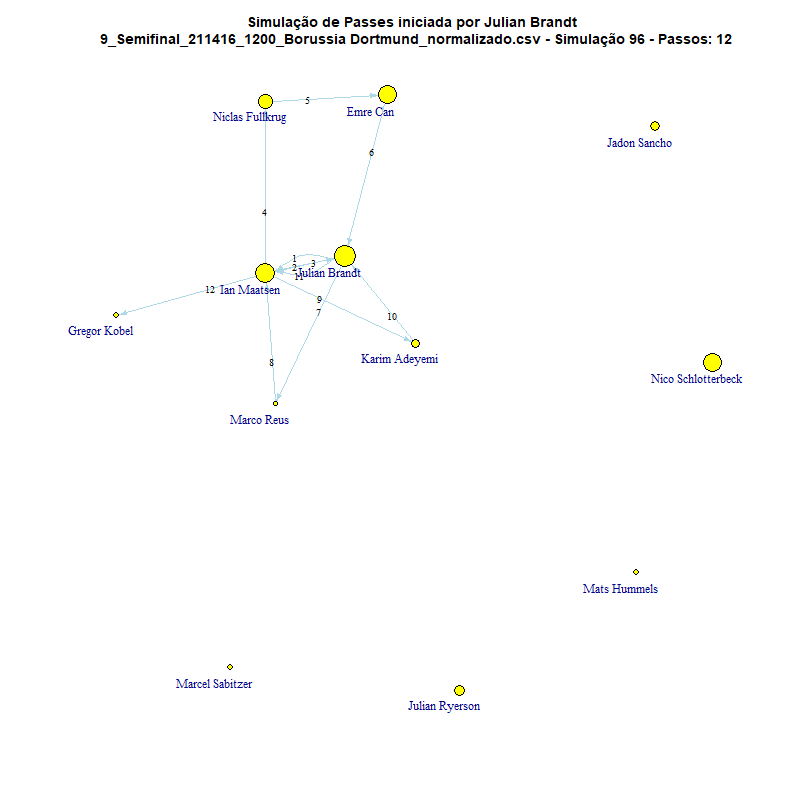 Simulação de Passes iniciada por Julian Brandt
9_Semifinal_211416_1200_Borussia Dortmund_normalizado.csv - Simulação 96 - Passos: 12
5
Niclas Fullkrug
Emre Can
Jadon Sancho
6
4
1
2
3
11
Julian Brandt
12
Ian Maatsen
9
7
10
Gregor Kobel
Karim Adeyemi
8
Nico Schlotterbeck
Marco Reus
Mats Hummels
Marcel Sabitzer
Julian Ryerson